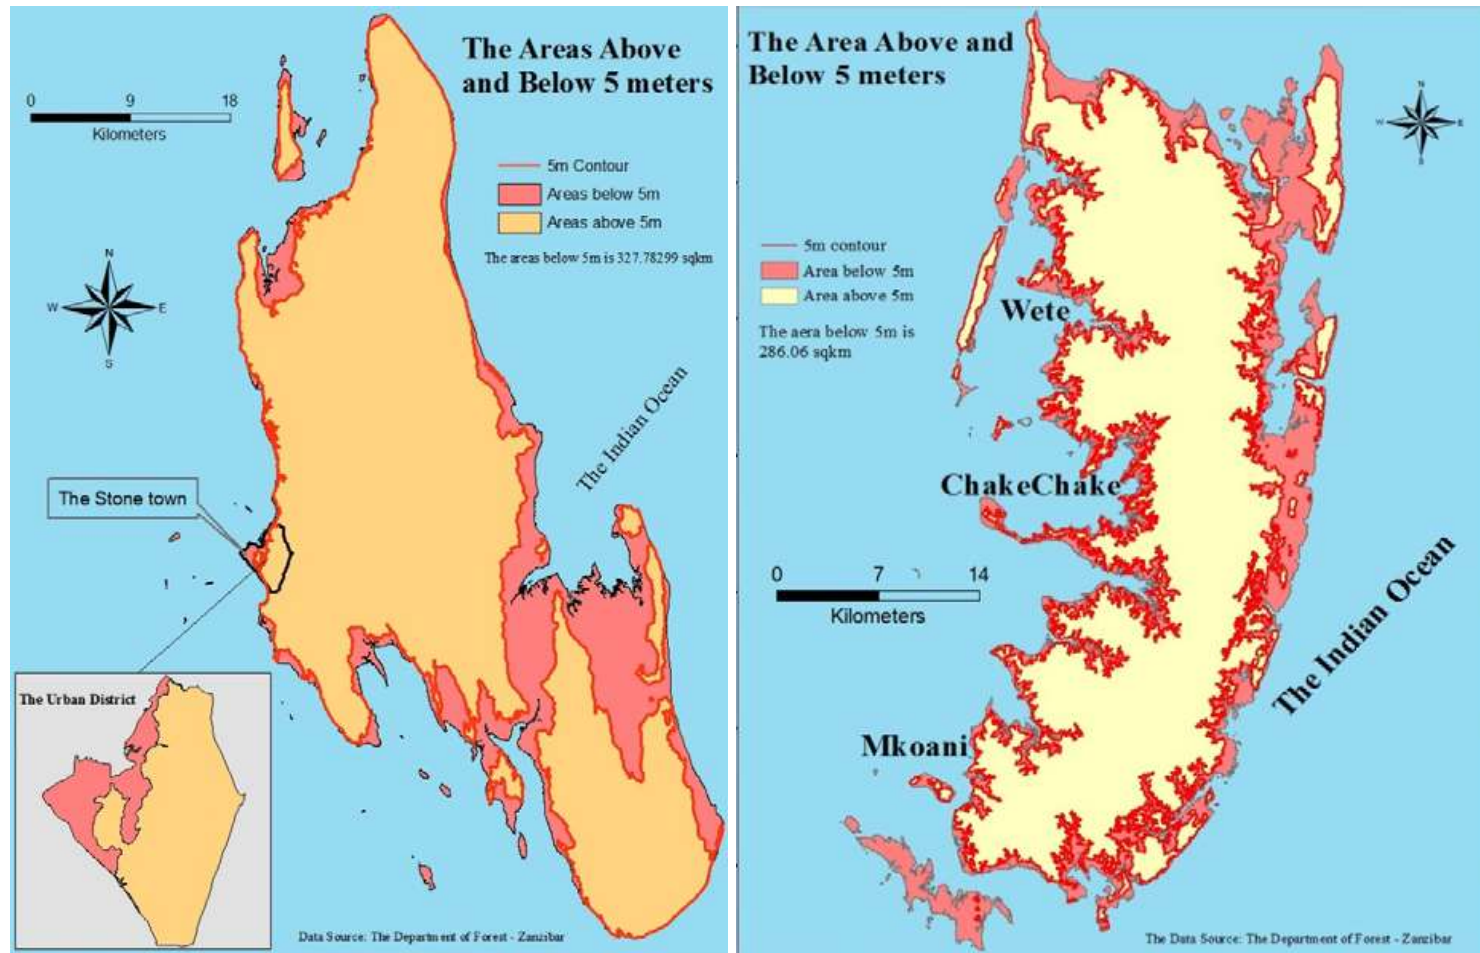 The Areas Above
and Below 5 meters
0 9 18
Kilometers
5m Contour
Areas below 5m
Areas above 5m
The areas below 5m is 327.78299 sqkm
N
W E
S
The Indian Ocean
The Stone town
The Urban District
Data Source: The Department of Forest - Zanzibar
The Area Above and
Below 5 meters
N
W E
S
5m contour
Area below 5m
Area above 5m
The aera below 5m is
286.06 sqkm
Wete
ChakeChake
0 7 14
Kilometers
The Indian Ocean
Mkoani
The Data Source: The Department of Forest - Zanzibar